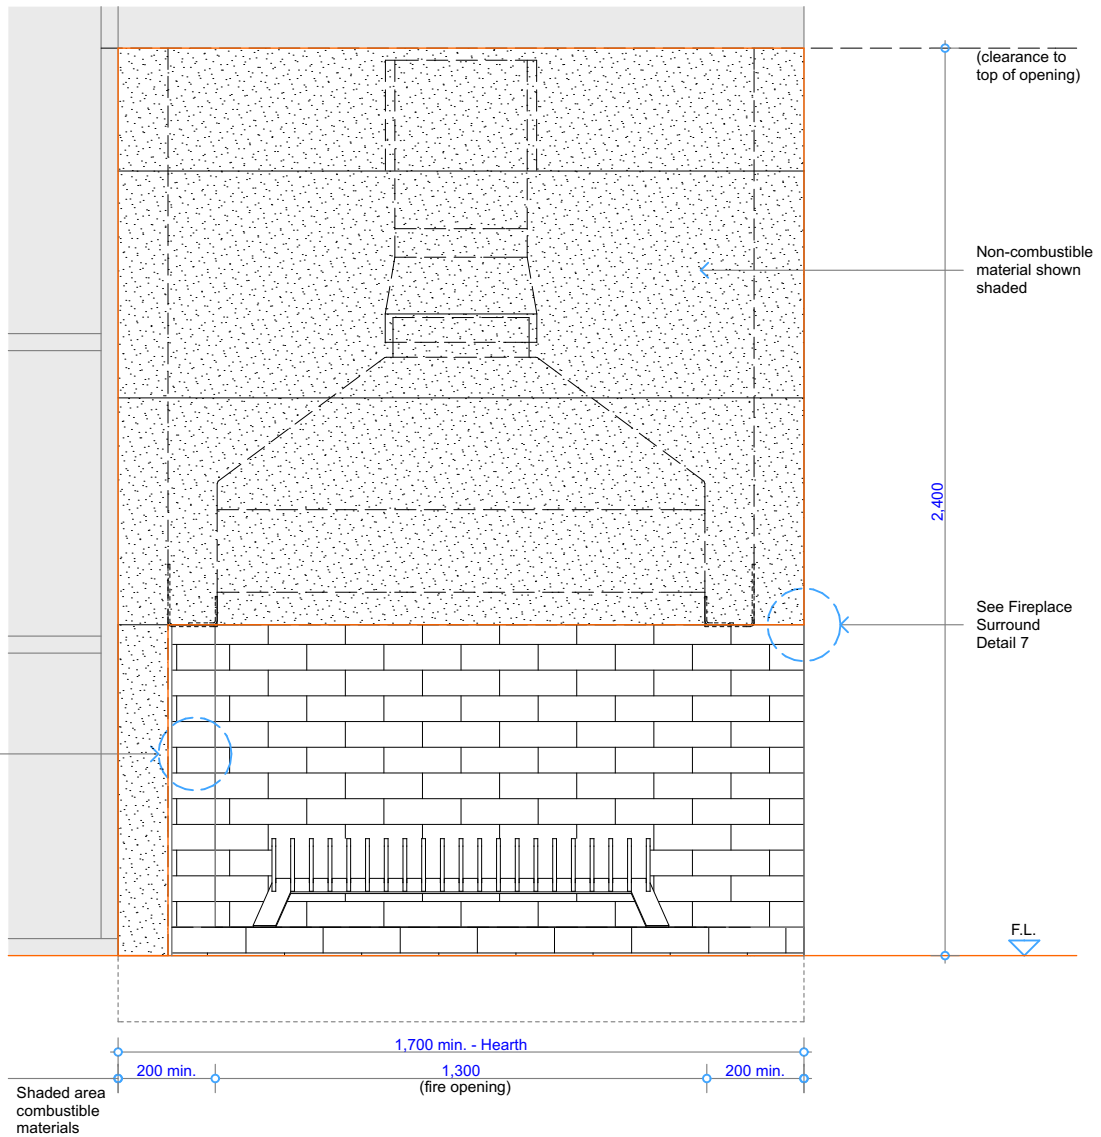 (clearance to
top of opening)
Non-combustible
material shown
shaded
2,400
See Fireplace
Surround
Detail 7
F.L.
1,700 min. - Hearth
200 min.
1,300
200 min.
(fire opening)
Shaded area
combustible
materials